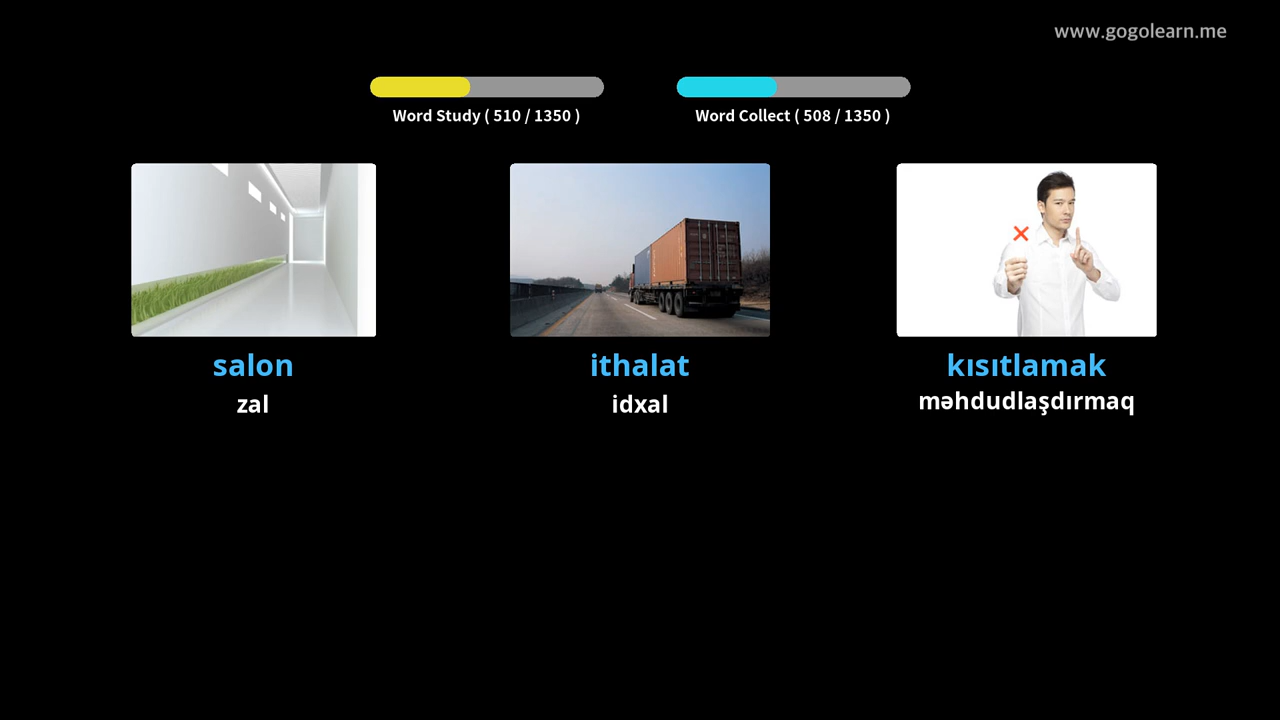 www.gogolearn.me
Word Study ( 510 / 1350 )
Word Collect ( 508 / 1350 )
salon
ithalat
kısıtlamak
zal
idxal
məhdudlaşdırmaq